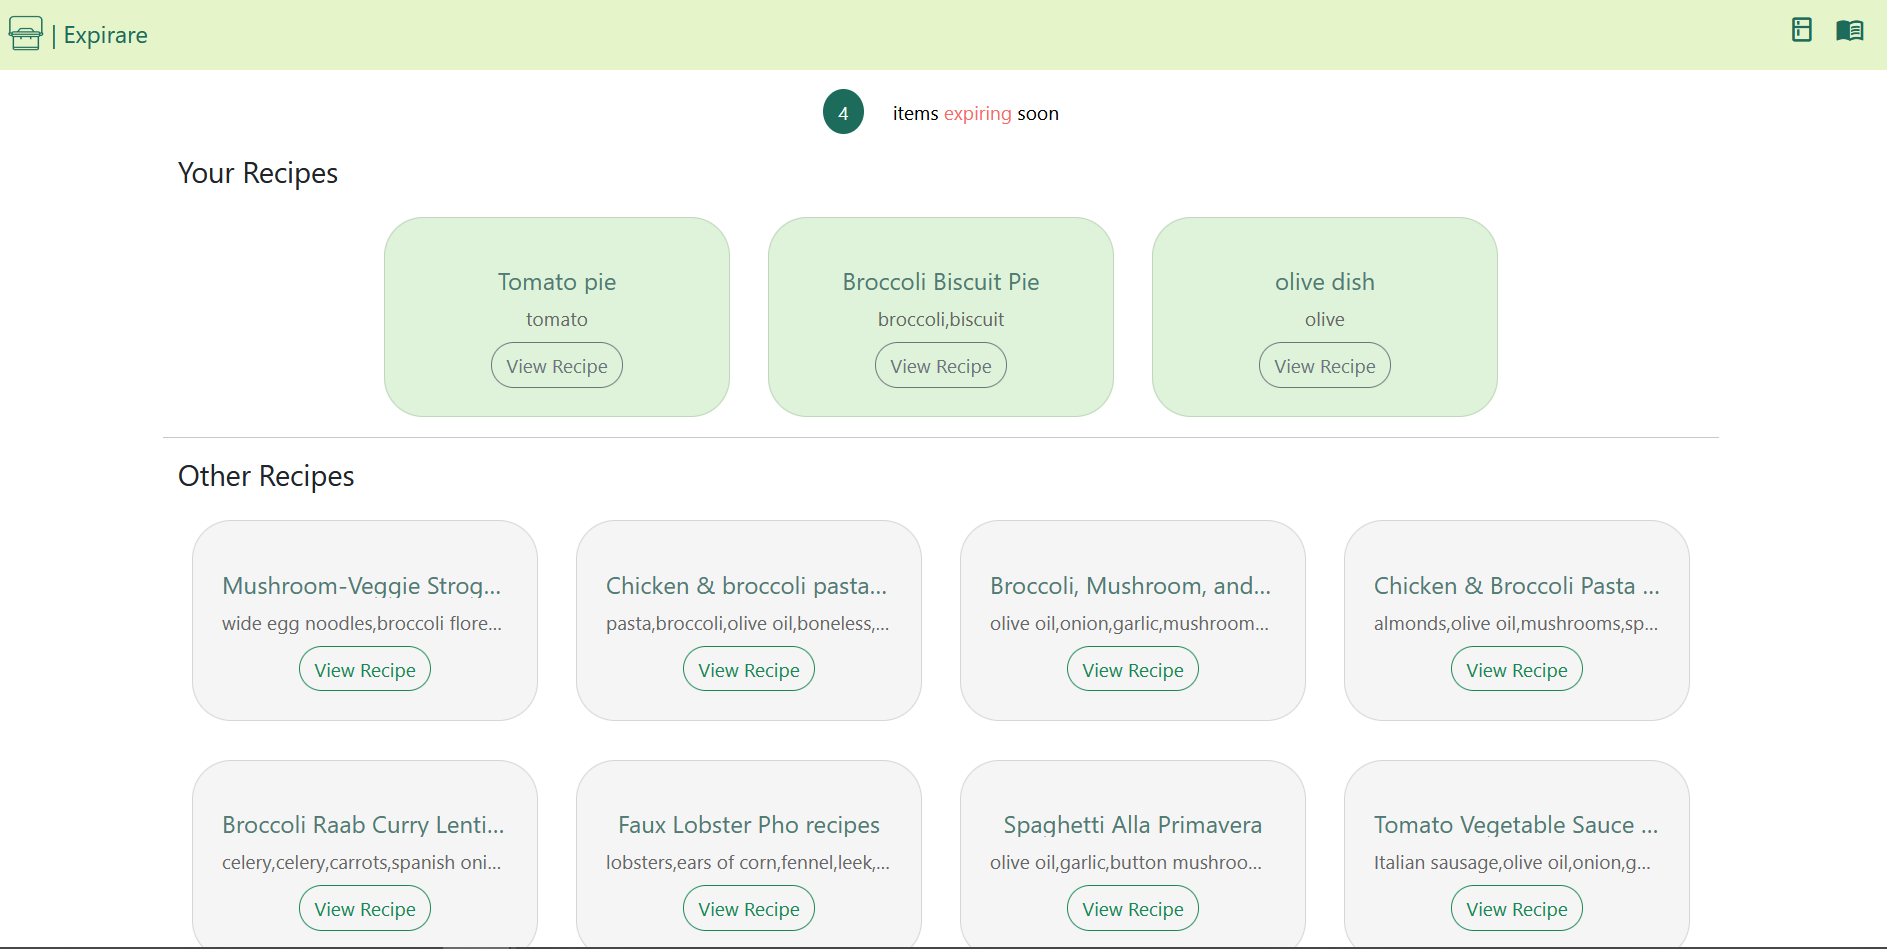 | Expirare
4 items expiring soon
Your Recipes
Tomato pie
tomato
View Recipe
Broccoli Biscuit Pie
broccoli,biscuit
View Recipe
olive dish
olive
View Recipe
Other Recipes
Mushroom-Veggie Strog...
wide egg noodles,broccoli flore...
View Recipe
Chicken & broccoli pasta...
pasta,broccoli,olive oil,boneless,...
View Recipe
Broccoli, Mushroom, and...
olive oil,onion,garlic,mushroom...
View Recipe
Chicken & Broccoli Pasta ...
almonds,olive oil,mushrooms,sp...
View Recipe
Broccoli Raab Curry Lenti...
celery,celery,carrots,spanish oni...
View Recipe
Faux Lobster Pho recipes
lobsters,ears of corn,fennel,leek,...
View Recipe
Spaghetti Alla Primavera
olive oil,garlic,button mushroo...
View Recipe
Tomato Vegetable Sauce ...
Italian sausage,olive oil,onion,g...
View Recipe